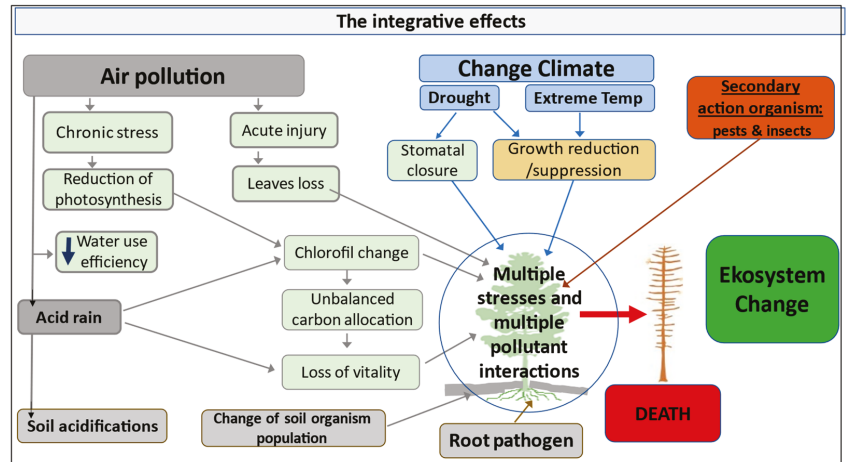 The integrative effects
Air pollution
Change Climate
Drought
Extreme Temp
Secondary
action organism:
pests & insects
Chronic stress
Acute injury
Stomatal
closure
Growth reduction
/suppression
Reduction of
photosynthesis
Leaves loss
Water use
efficiency
Chlorofil change
Multiple
stresses and
multiple
pollutant
interactions
Ekosystem
Change
Unbalanced
carbon allocation
Acid rain
Loss of vitality
DEATH
Soil acidifications
Change of soil organism
population
Root pathogen